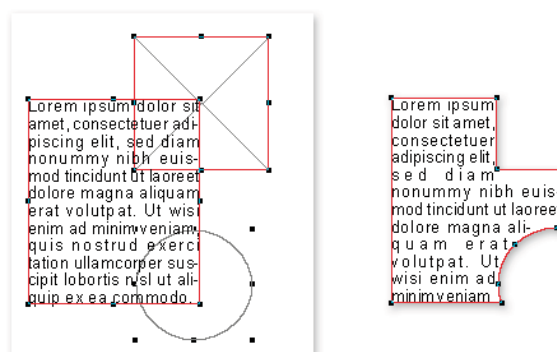 Lorem ipsum dolor sit
amet, consectetuer adi-
piscing elit, sed diam
nonummy nibh euis-
mod tincidunt ut laoreet
dolore magna aliquam
erat volutpat. Ut wisi
enim ad minim veniam,
quis nostrud exerci
tation ullamcorper sus-
cipit lobortis nisl ut ali-
quip ex ea commodo.
Lorem ipsum
dolor sit amet,
consectetuer
adipiscing elit,
sed diam
nonummy nibh euis
mod tincidunt ut laoree
dolore magna ali-
quam erat
volutpat. Ut
wisi enim ad
minim veniam